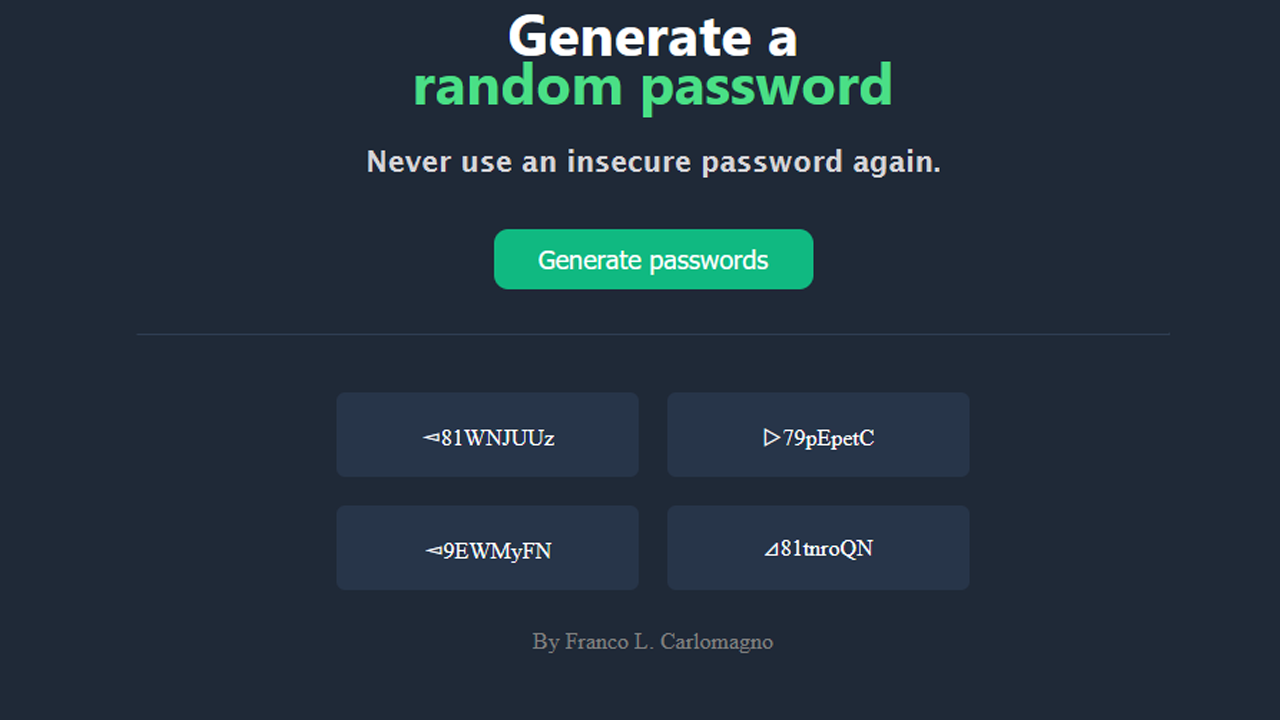 Generate a
random password
Never use an insecure password again.
Generate passwords
⊲81WNJUUz
▷79pEpetC
⊲9EWMyFN
⊿81tnroQN
By Franco L. Carlomagno